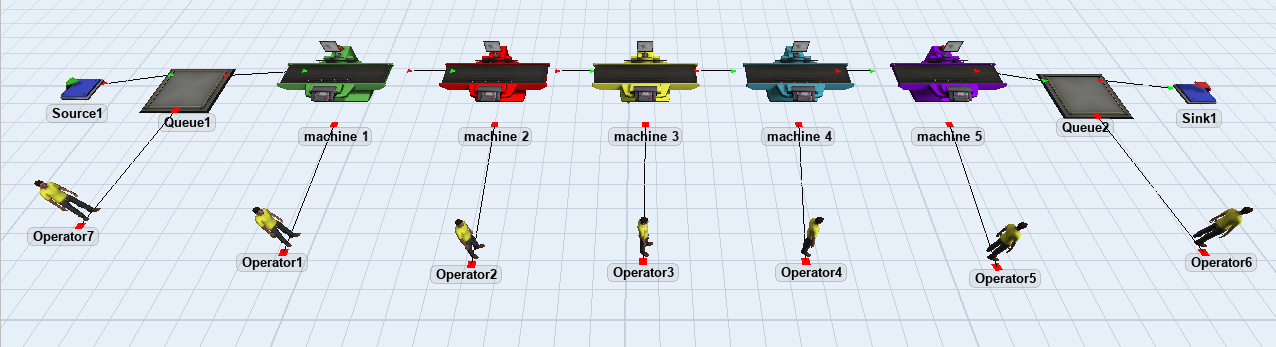 Source1
Queue1
machine 1
machine 2
machine 3
machine 4
machine 5
Queue2
Sink1
Operator7
Operator1
Operator2
Operator3
Operator4
Operator5
Operator6